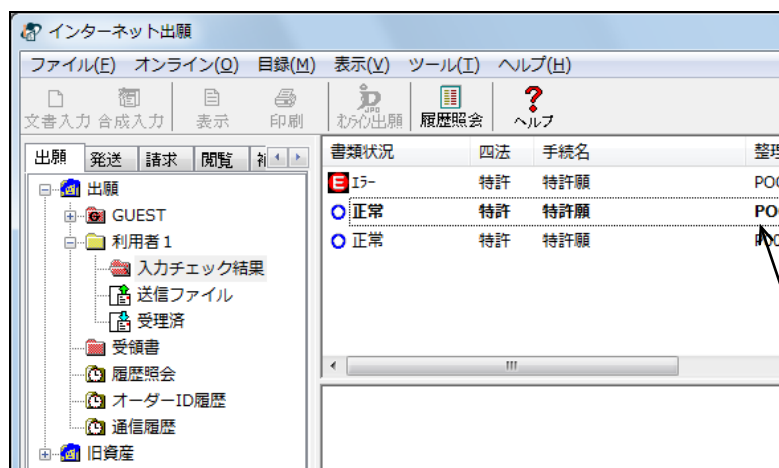 インターネット出願
ファイル(F) オンライン(O) 目録(M) 表示(V) ツール(T) ヘルプ(H)
文書入力 合成入力 表示 印刷 オンライン出願 履歴照会 ヘルプ
出願 発送 請求 閲覧
書類状況 四法 手続名 整理
エラー 特許 特許願
正常 特許 特許願
正常 特許 特許願
出願
GUEST
利用者1
入力チェック結果
送信ファイル
受理済
受領書
履歴照会
オーダーID履歴
通信履歴
旧資産